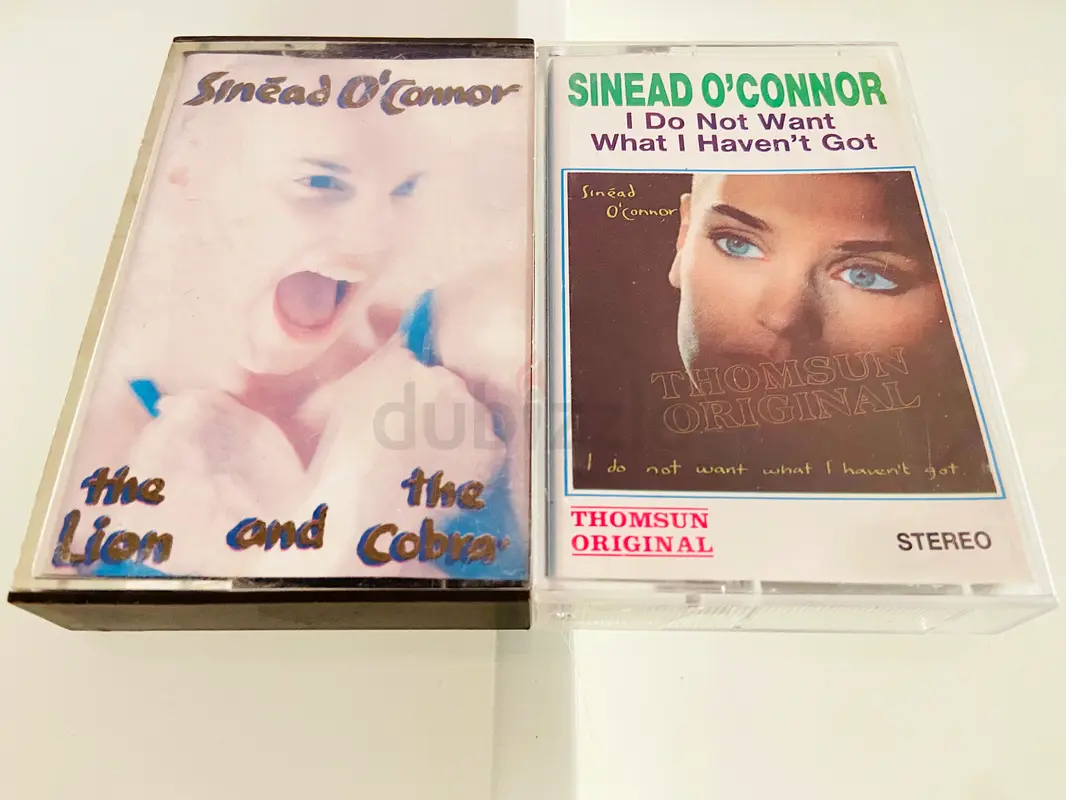 Sinéad O'Connor
the
Lion
and
the
Cobra
SINEAD O'CONNOR
I Do Not Want
What I Haven't Got
Sinéad
O'Connor
THOMSUN
ORIGINAL
I do not want what I haven't got.
THOMSUN
ORIGINAL
STEREO
dubizzle